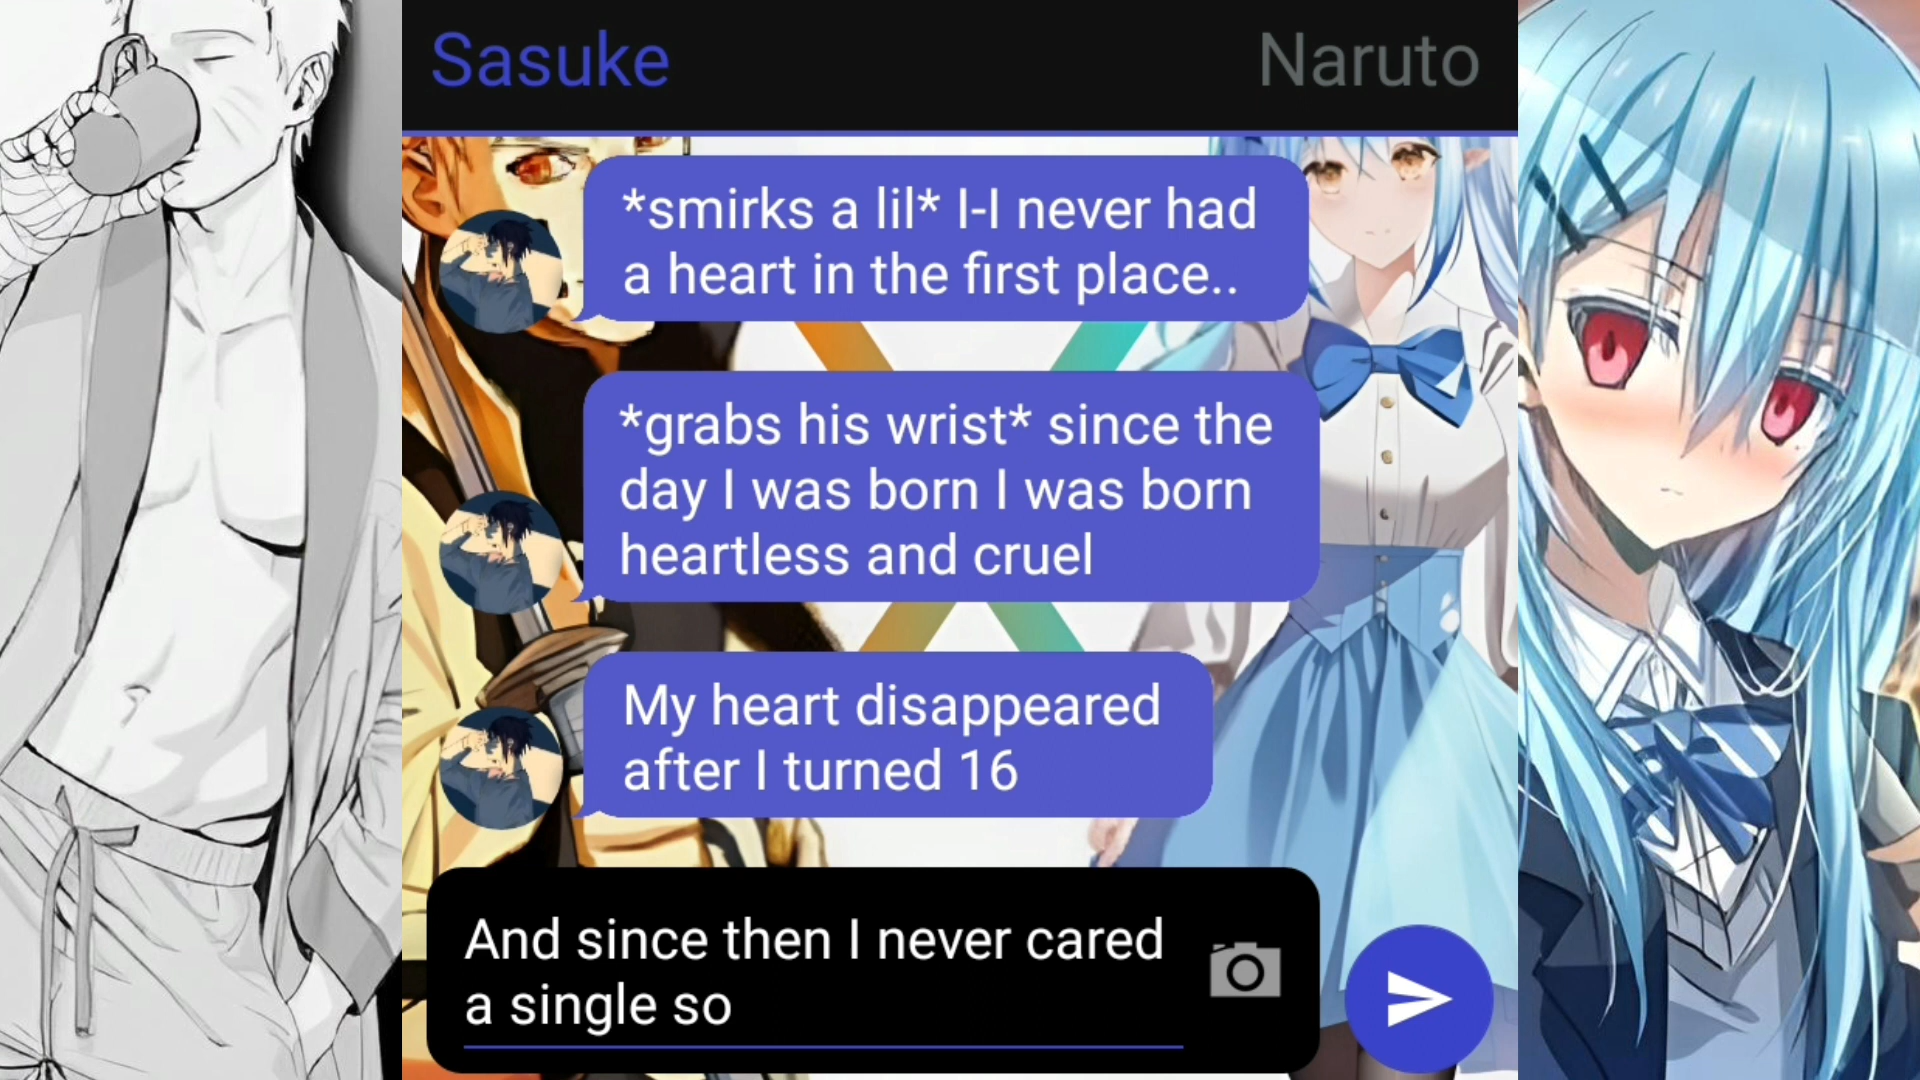 Sasuke
Naruto
*smirks a lil* I-I never had
a heart in the first place..
*grabs his wrist* since the
day I was born I was born
heartless and cruel
My heart disappeared
after I turned 16
And since then I never cared
a single so